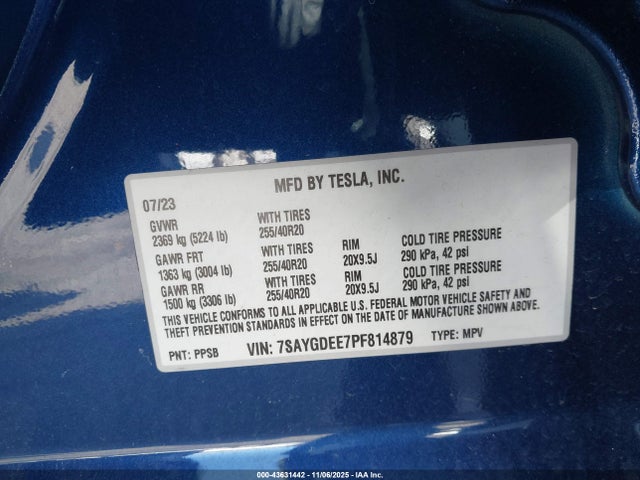 MFD BY TESLA, INC.
07/23
GVWR WITH TIRES
2369 kg (5224 lb) 255/40R20
GAWR FRT WITH TIRES RIM COLD TIRE PRESSURE
1363 kg (3004 lb) 255/40R20 20X9.5J 290 kPa, 42 psi
GAWR RR WITH TIRES RIM COLD TIRE PRESSURE
1500 kg (3306 lb) 255/40R20 20X9.5J 290 kPa, 42 psi
THIS VEHICLE CONFORMS TO ALL APPLICABLE U.S. FEDERAL MOTOR VEHICLE SAFETY AND
THEFT PREVENTION STANDARDS IN EFFECT ON THE DATE OF MANUFACTURE SHOWN ABOVE.
PNT: PPSB VIN: 7SAYGDEE7PF814879 TYPE: MPV
000-43631442 - 11/06/2025 - IAA Inc.